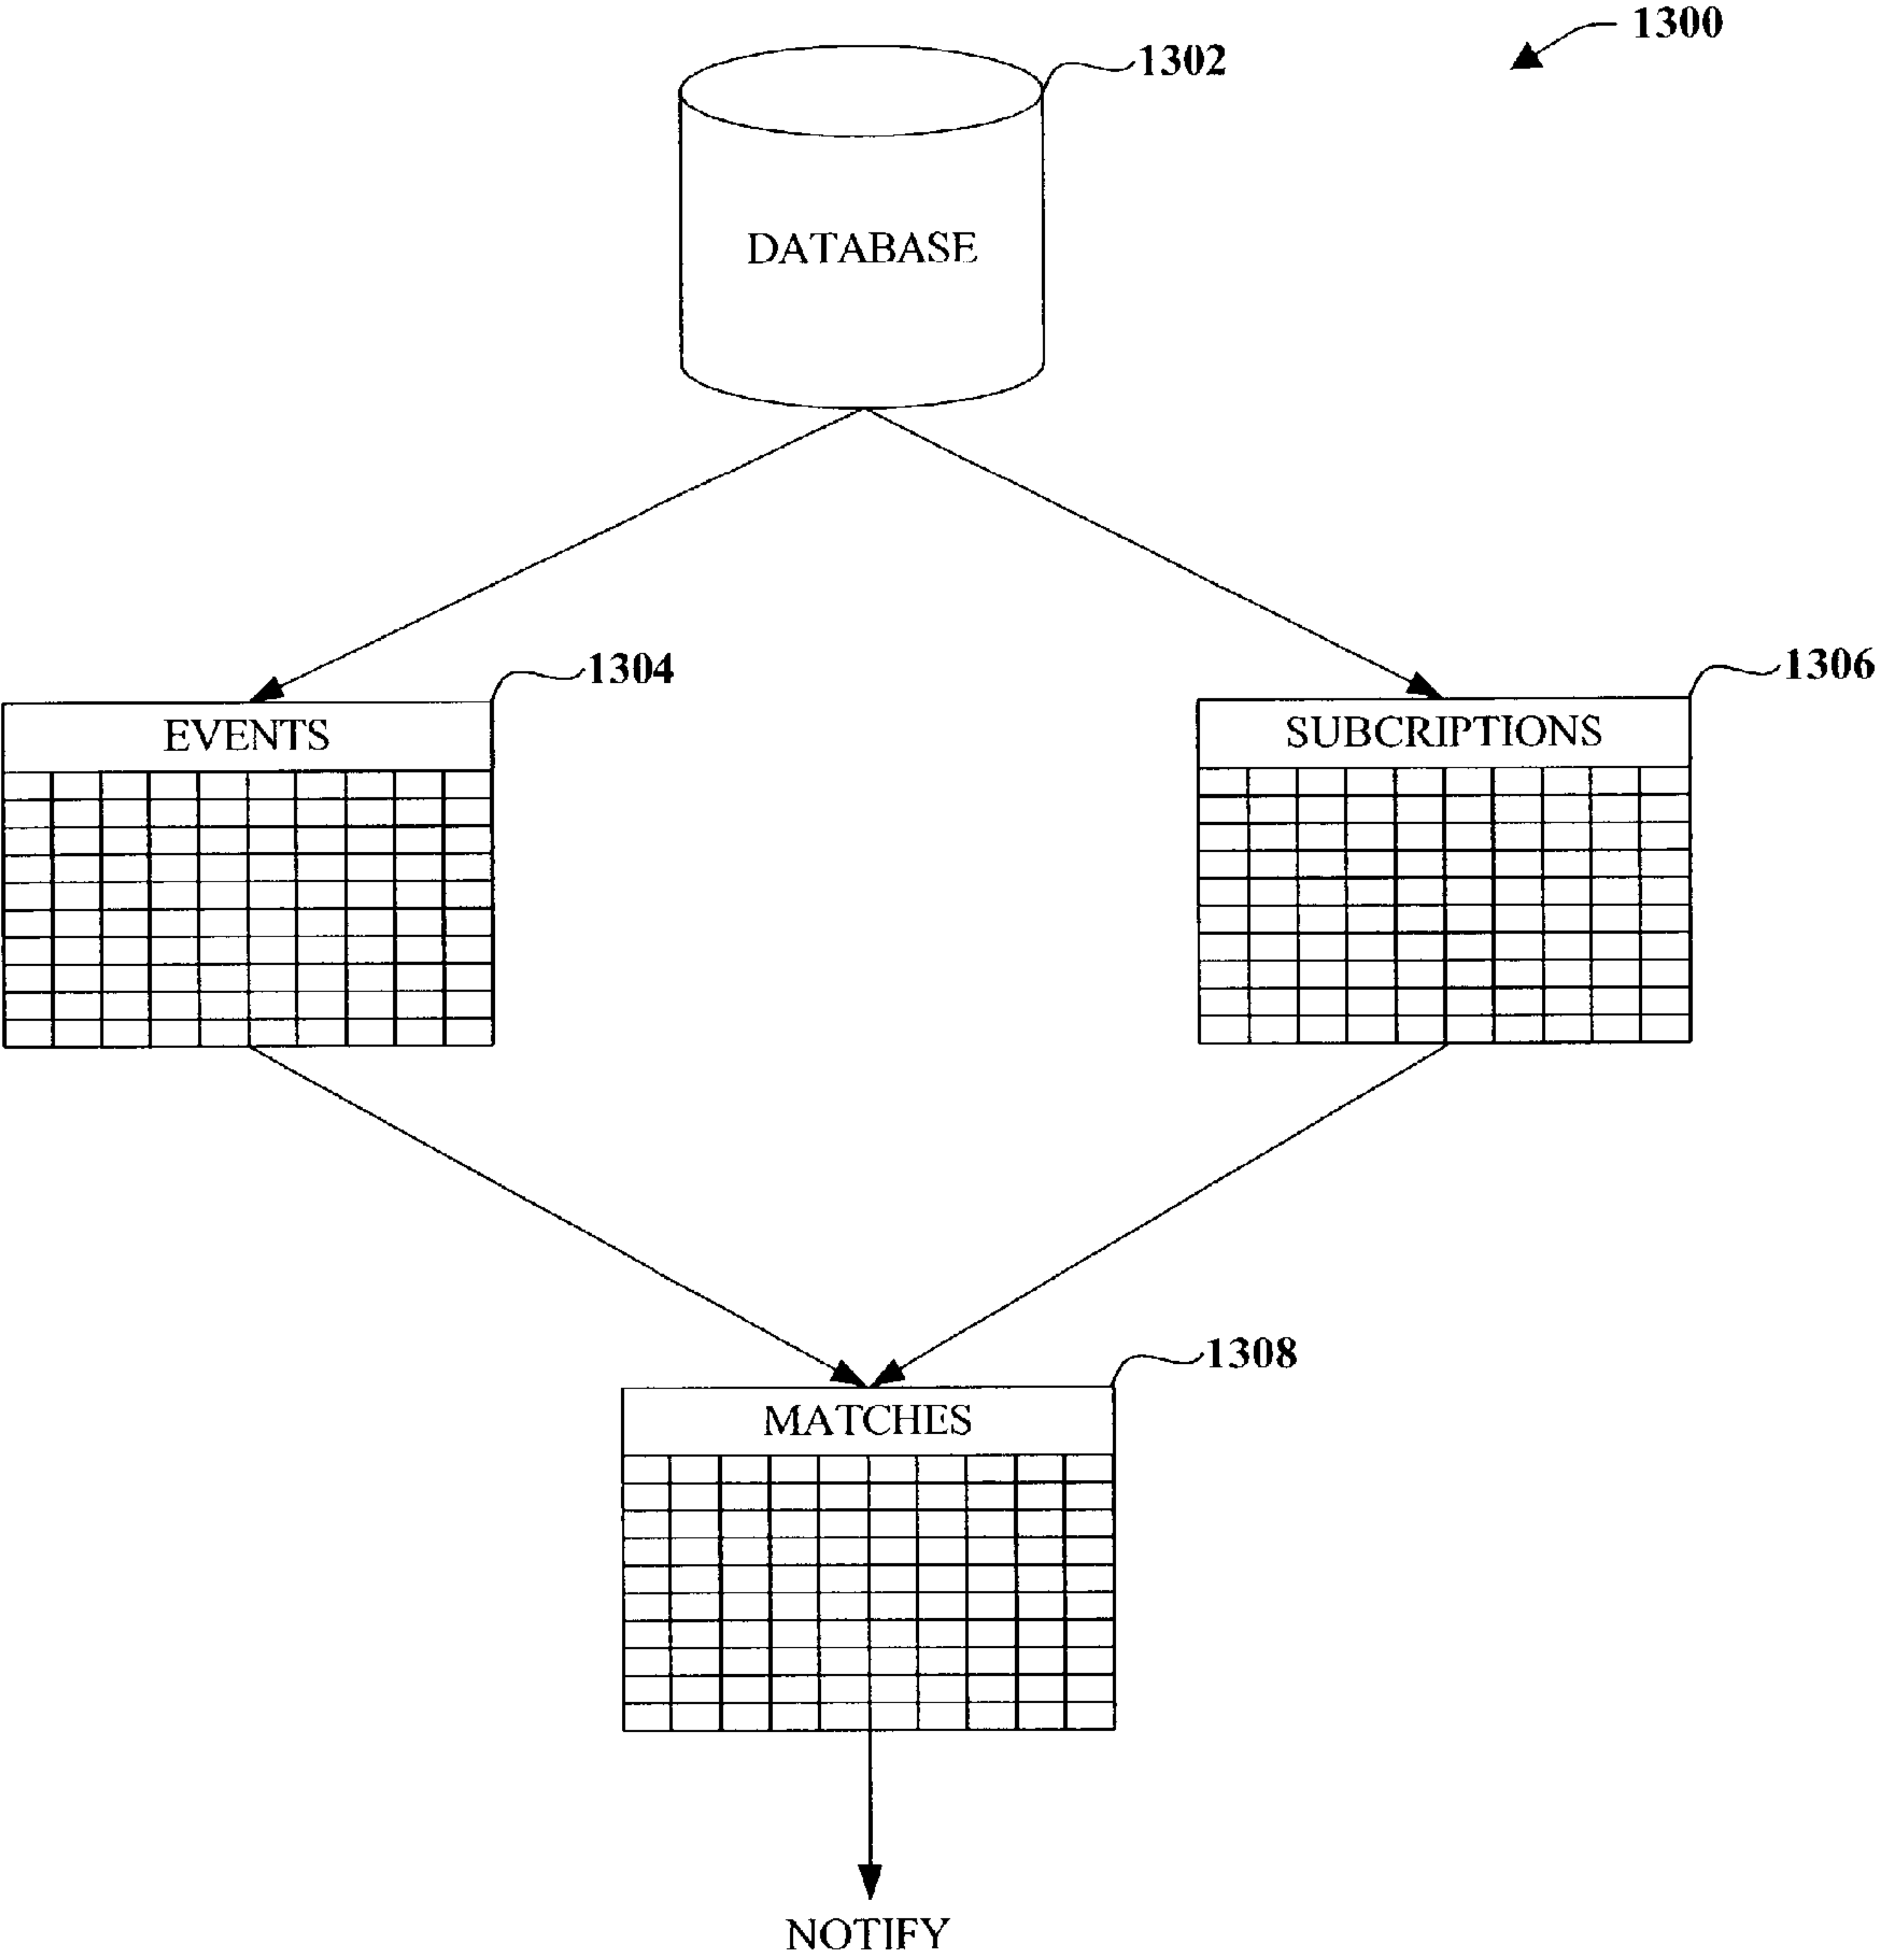 1300
1302
DATABASE
1304
1306
EVENTS
SUBCRIPTIONS
1308
MATCHES
NOTIFY